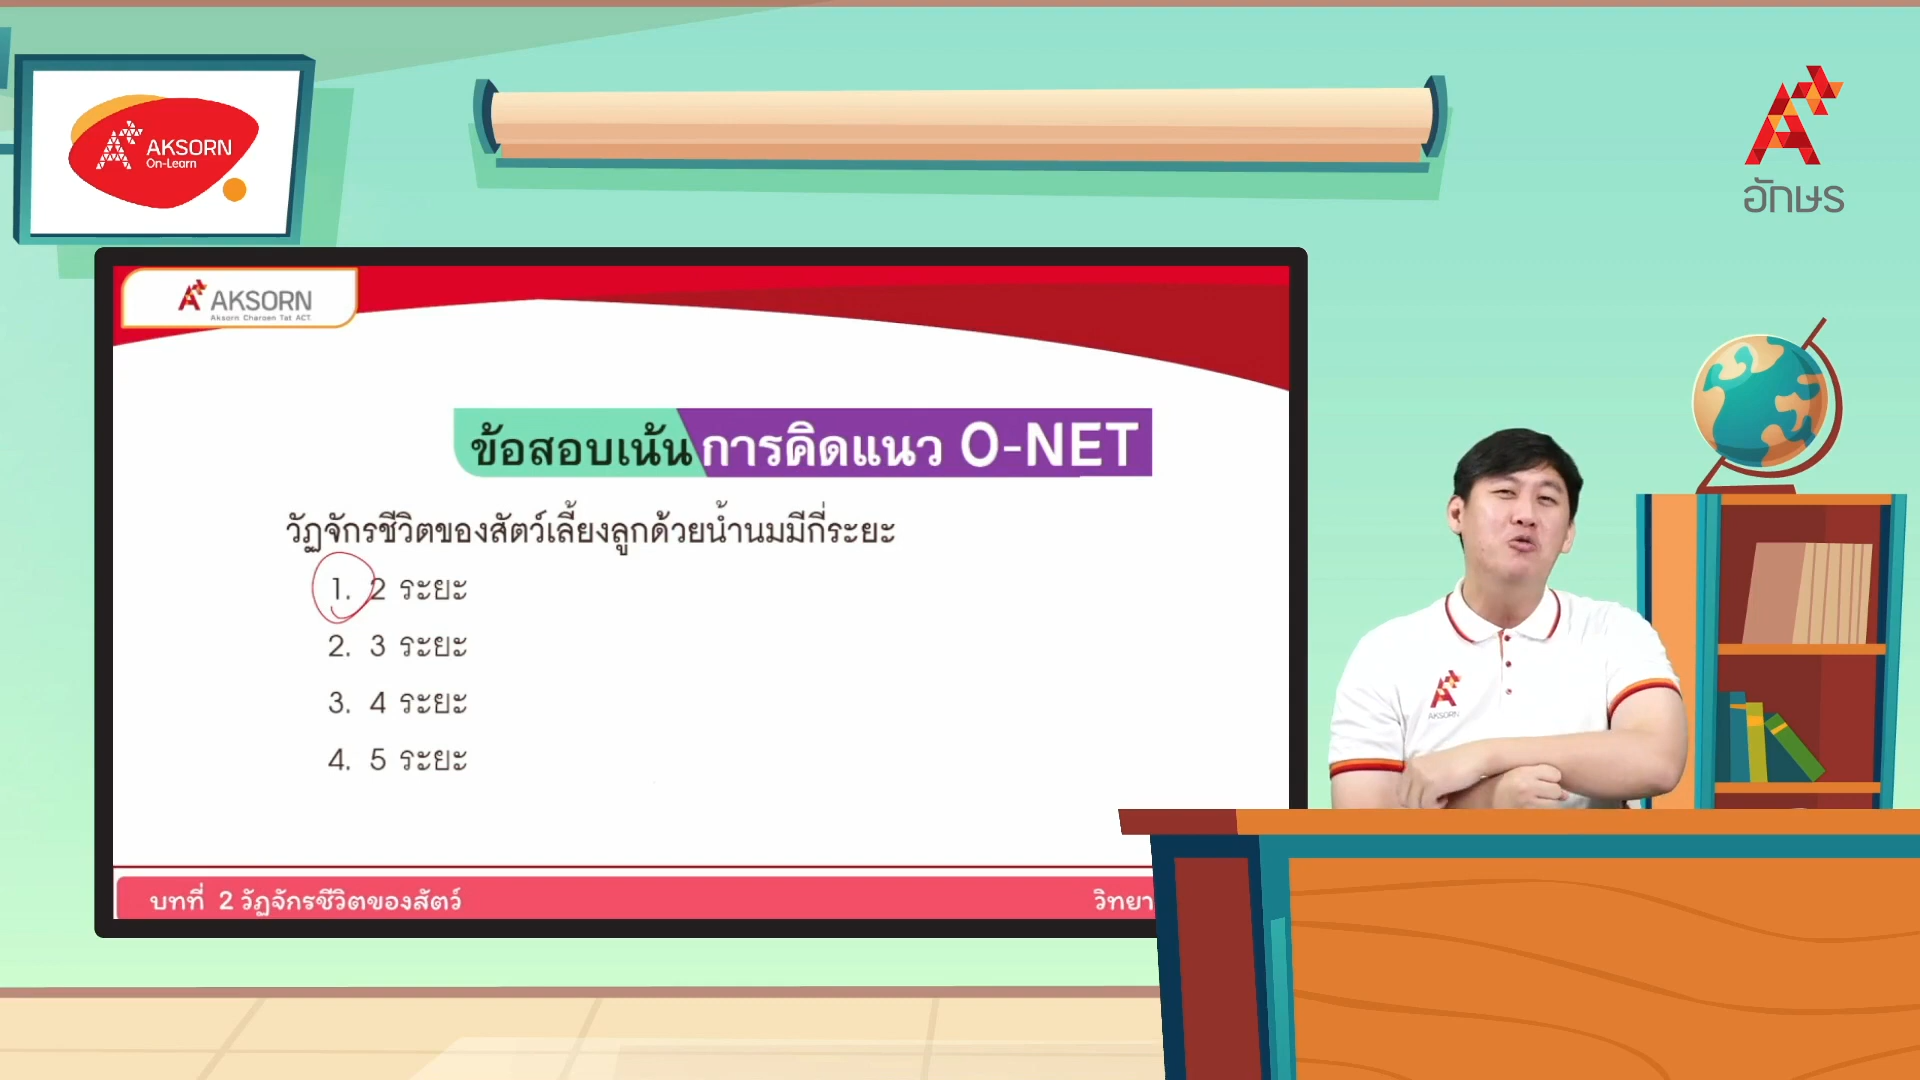 AKSORN
On-Learn
อักษร
AKSORN
Aksorn Charoen Tat ACT.
ข้อสอบเน้นการคิดแนว O-NET
วัฏจักรชีวิตของสัตว์เลี้ยงลูกด้วยน้ำนมมีกี่ระยะ
1. 2 ระยะ
2. 3 ระยะ
3. 4 ระยะ
4. 5 ระยะ
AKSORN
บทที่ 2 วัฏจักรชีวิตของสัตว์
วิทยา